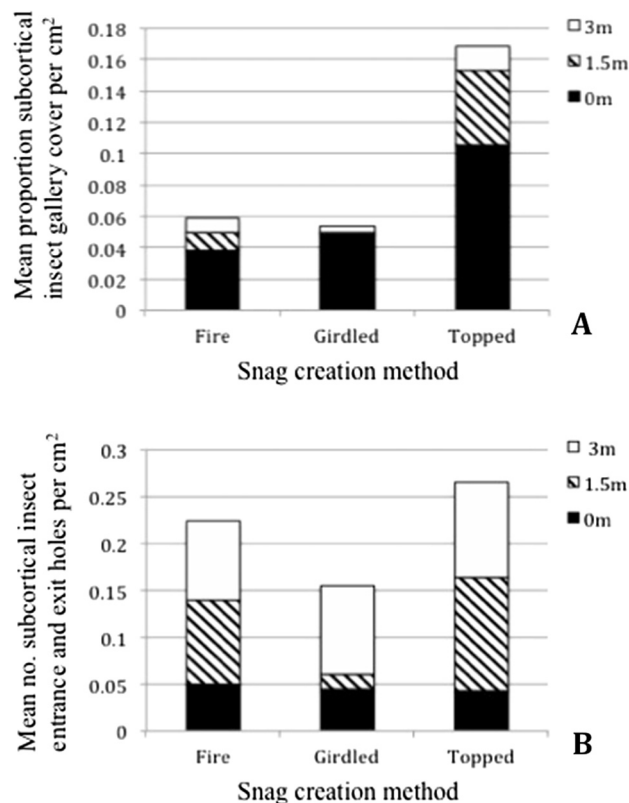 Mean proportion subcortical
insect gallery cover per cm²
0.18
0.16
0.14
0.12
0.1
0.08
0.06
0.04
0.02
0
Fire Girdled Topped
Snag creation method
3m
1.5m
0m
A
Mean no. subcortical insect
entrance and exit holes per cm²
0.3
0.25
0.2
0.15
0.1
0.05
0
Fire Girdled Topped
Snag creation method
3m
1.5m
0m
B